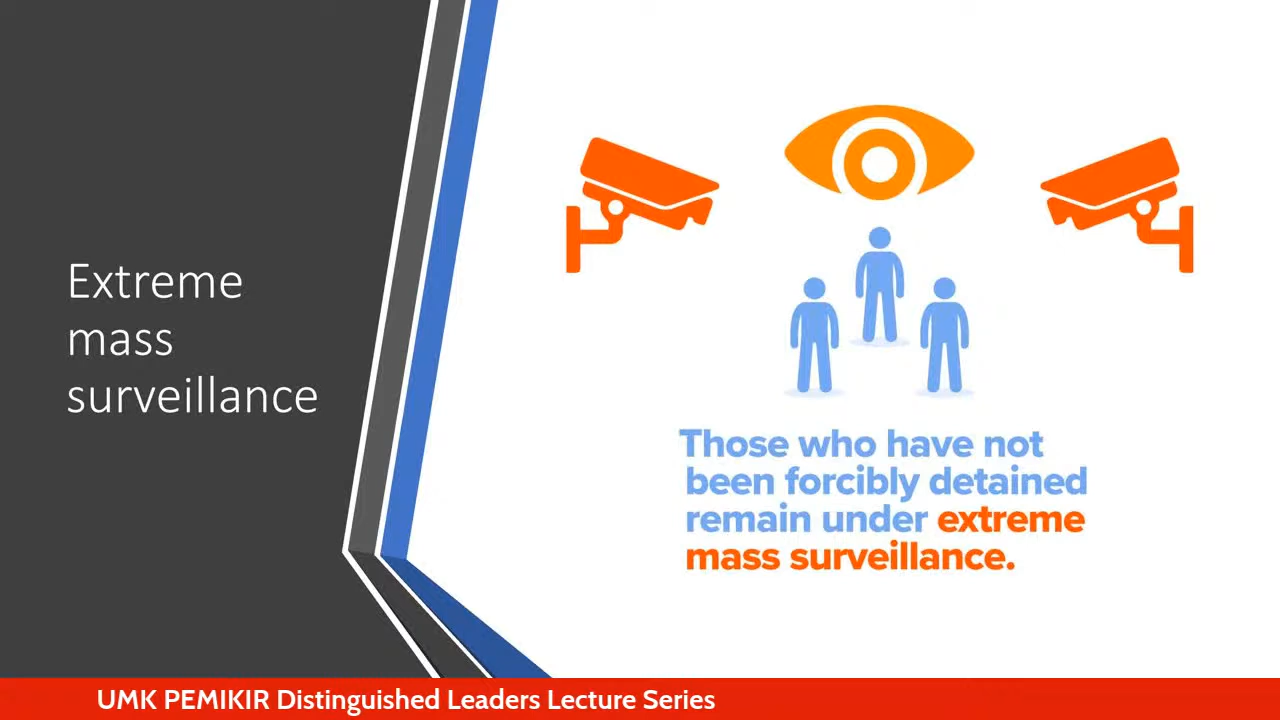 Extreme
mass
surveillance
Those who have not
been forcibly detained
remain under extreme
mass surveillance.
UMK PEMIKIR Distinguished Leaders Lecture Series